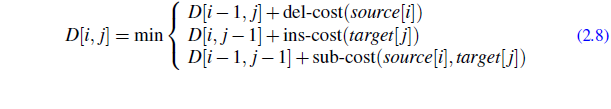 D[i−1, j] + del-cost(source[i])
D[i, j] = min { D[i, j−1] + ins-cost(target[j]) (2.8)
D[i−1, j−1] + sub-cost(source[i], target[j])